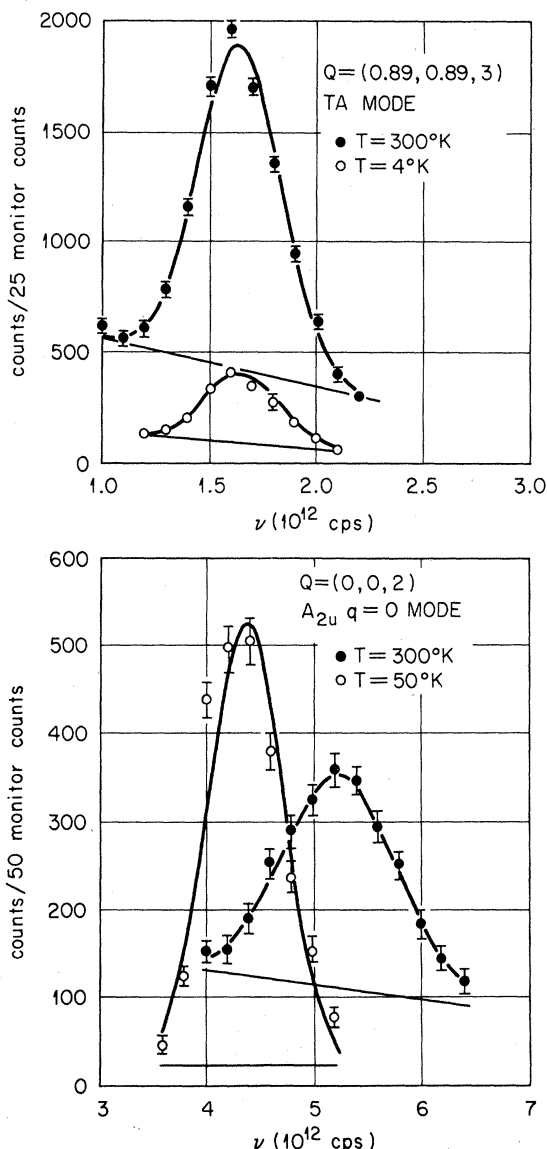 2000
1500
1000
500
0
counts/25 monitor counts
Q=(0.89,0.89,3)
TA MODE
T=300°K
T=4°K
1.0 1.5 2.0 2.5 3.0
ν (10¹² cps)
600
500
400
300
200
100
0
counts/50 monitor counts
Q=(0,0,2)
A₂ᵤ q=0 MODE
T=300°K
T=50°K
3 4 5 6 7
ν (10¹² cps)